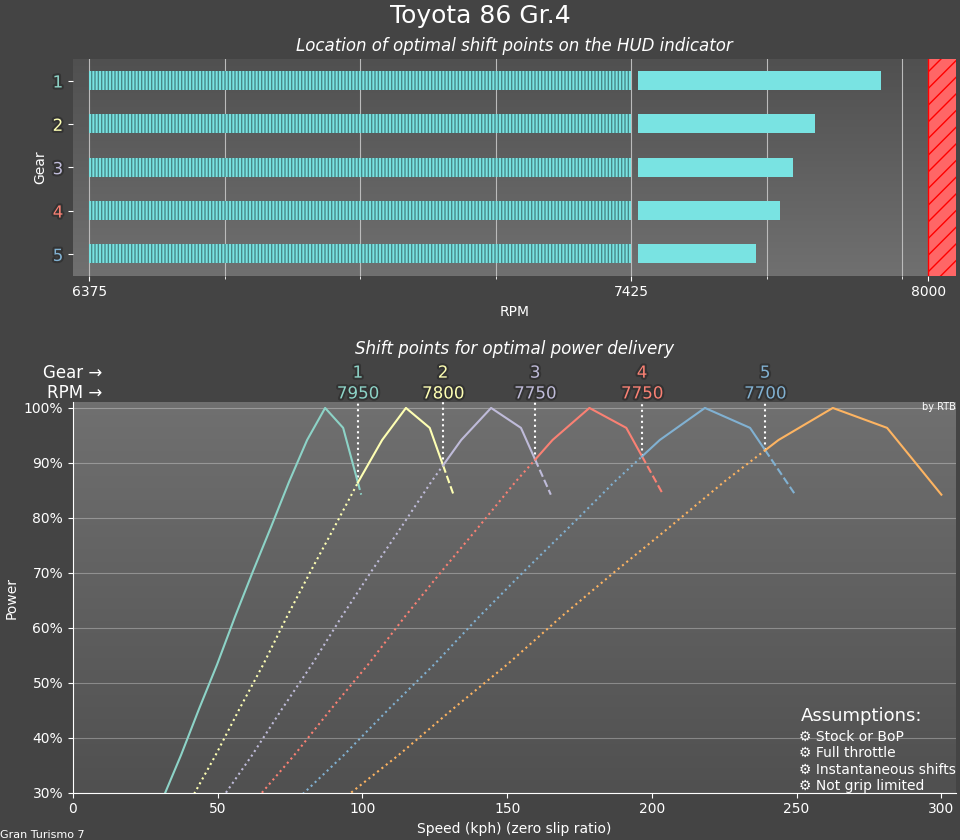 Toyota 86 Gr.4
Location of optimal shift points on the HUD indicator
Gear
1
2
3
4
5
6375 7425 8000
RPM
Shift points for optimal power delivery
Gear → 1 2 3 4 5
RPM → 7950 7800 7750 7750 7700
by RTB
Power
100%
90%
80%
70%
60%
50%
40%
30%
Assumptions:
⚙ Stock or BoP
⚙ Full throttle
⚙ Instantaneous shifts
⚙ Not grip limited
0 50 100 150 200 250 300
Speed (kph) (zero slip ratio)
Gran Turismo 7